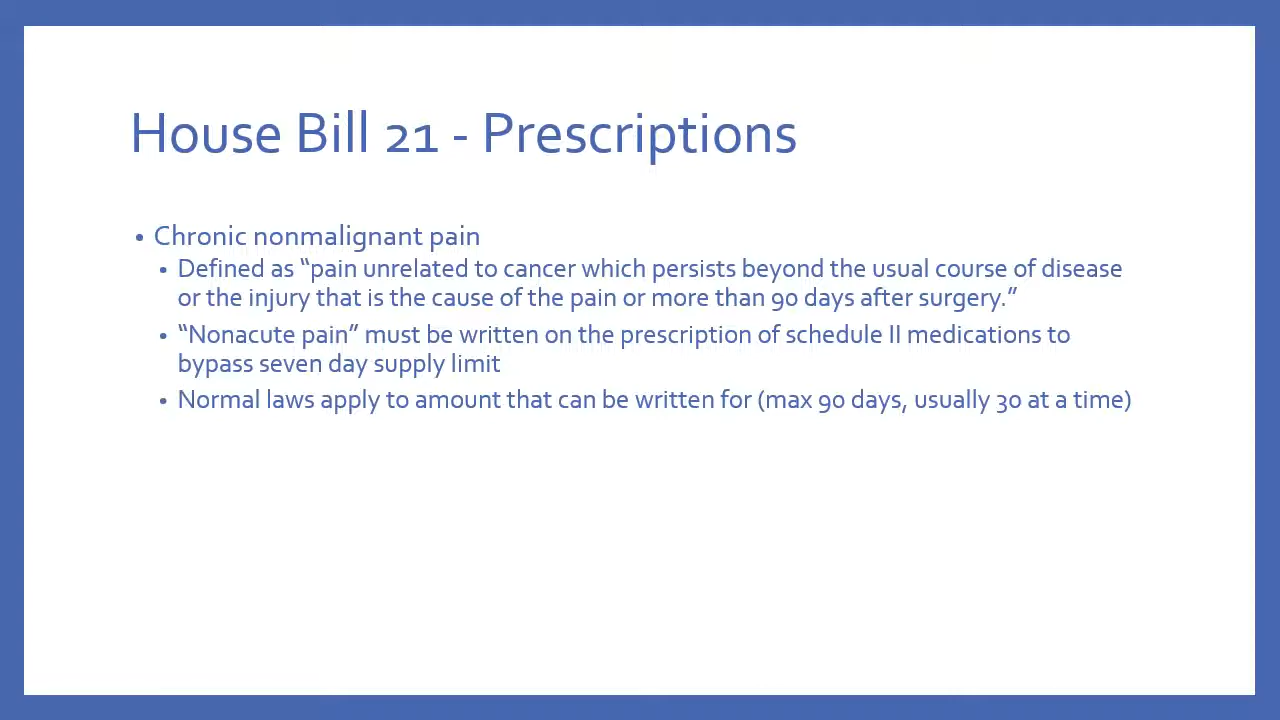 House Bill 21 - Prescriptions
• Chronic nonmalignant pain
• Defined as “pain unrelated to cancer which persists beyond the usual course of disease
or the injury that is the cause of the pain or more than 90 days after surgery.”
• “Nonacute pain” must be written on the prescription of schedule II medications to
bypass seven day supply limit
• Normal laws apply to amount that can be written for (max 90 days, usually 30 at a time)